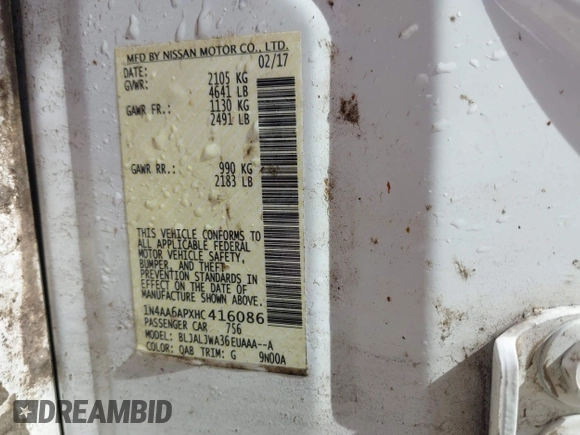 MFD BY NISSAN MOTOR CO., LTD.
DATE: 02/17
GVWR: 2105 KG
4641 LB
GAWR FR.: 1130 KG
2491 LB
GAWR RR.: 990 KG
2183 LB
THIS VEHICLE CONFORMS TO
ALL APPLICABLE FEDERAL
MOTOR VEHICLE SAFETY,
BUMPER, AND THEFT
PREVENTION STANDARDS IN
EFFECT ON THE DATE OF
MANUFACTURE SHOWN ABOVE.
1N4AA6APXHC416086
PASSENGER CAR 7S6
MODEL: BLJALJWA36EUAAA--A
COLOR: QAB TRIM: G 9N00A
DREAMBID